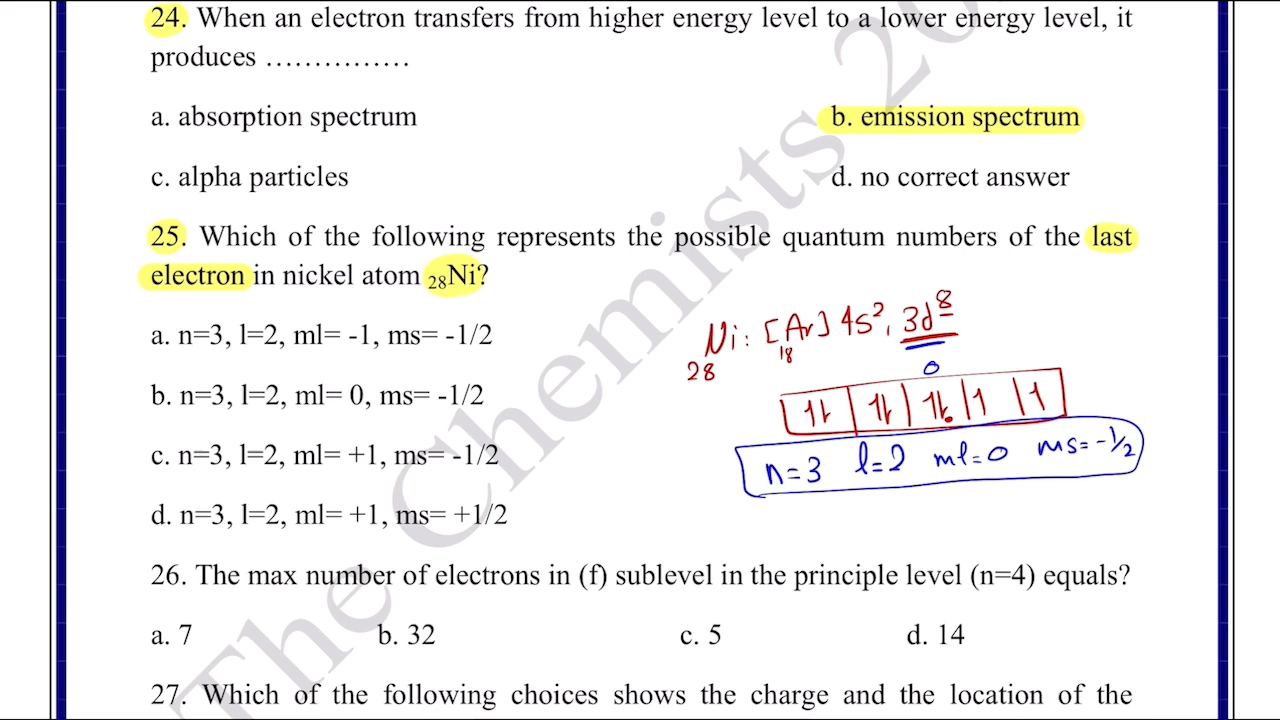 24. When an electron transfers from higher energy level to a lower energy level, it
produces ……………
a. absorption spectrum b. emission spectrum
c. alpha particles d. no correct answer
25. Which of the following represents the possible quantum numbers of the last
electron in nickel atom ₂₈Ni?
a. n=3, l=2, ml= -1, ms= -1/2
b. n=3, l=2, ml= 0, ms= -1/2
c. n=3, l=2, ml= +1, ms= -1/2
d. n=3, l=2, ml= +1, ms= +1/2
₂₈Ni: [₁₈Ar] 4s², 3d⁸
0
⥮ ⥮ ⥮ 1 1
n=3 l=2 ml=0 ms=-1/2
26. The max number of electrons in (f) sublevel in the principle level (n=4) equals?
a. 7 b. 32 c. 5 d. 14
27. Which of the following choices shows the charge and the location of the
The Chemists 20